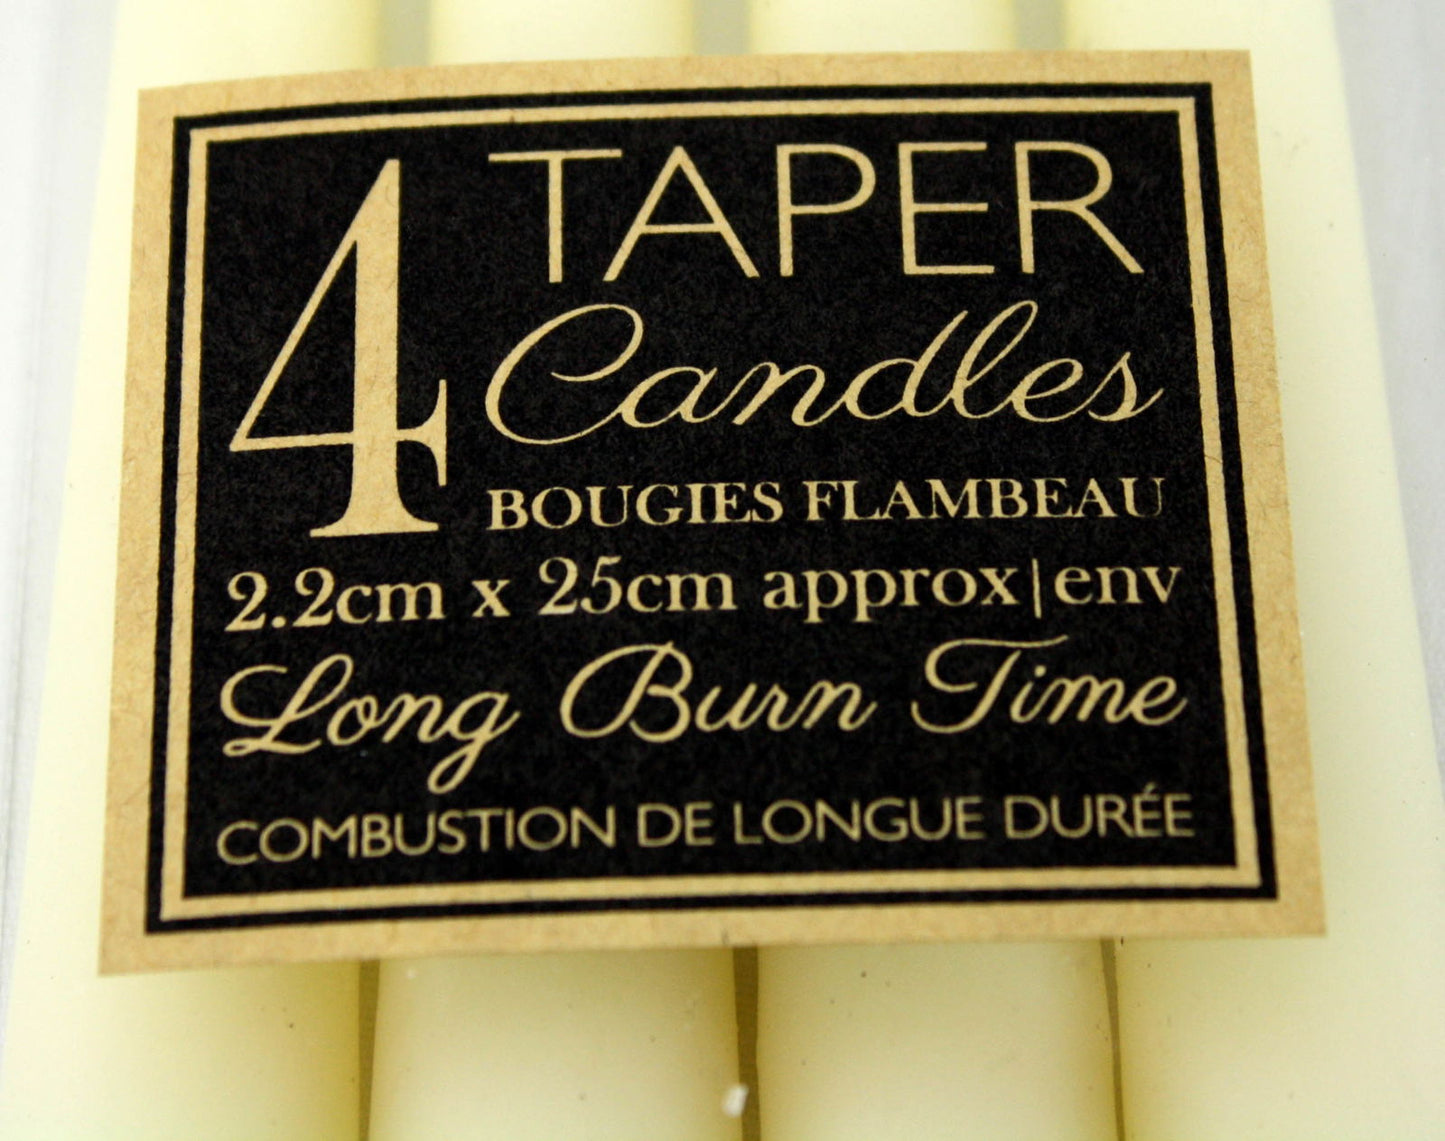 4 TAPER
Candles
BOUGIES FLAMBEAU
2.2cm x 25cm approx|env
Long Burn Time
COMBUSTION DE LONGUE DURÉE